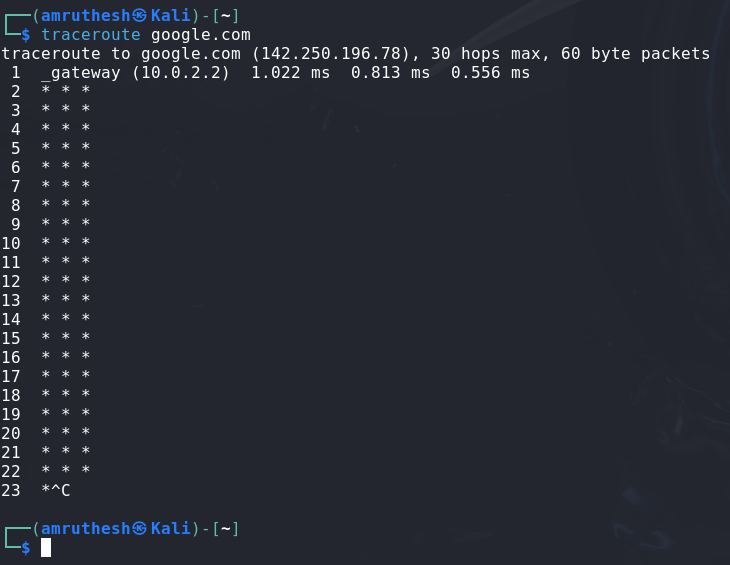 ┌──(amruthesh㉿Kali)-[~]
└─$ traceroute google.com
traceroute to google.com (142.250.196.78), 30 hops max, 60 byte packets
 1  _gateway (10.0.2.2)  1.022 ms  0.813 ms  0.556 ms
 2  * * *
 3  * * *
 4  * * *
 5  * * *
 6  * * *
 7  * * *
 8  * * *
 9  * * *
10  * * *
11  * * *
12  * * *
13  * * *
14  * * *
15  * * *
16  * * *
17  * * *
18  * * *
19  * * *
20  * * *
21  * * *
22  * * *
23  *^C
┌──(amruthesh㉿Kali)-[~]
└─$